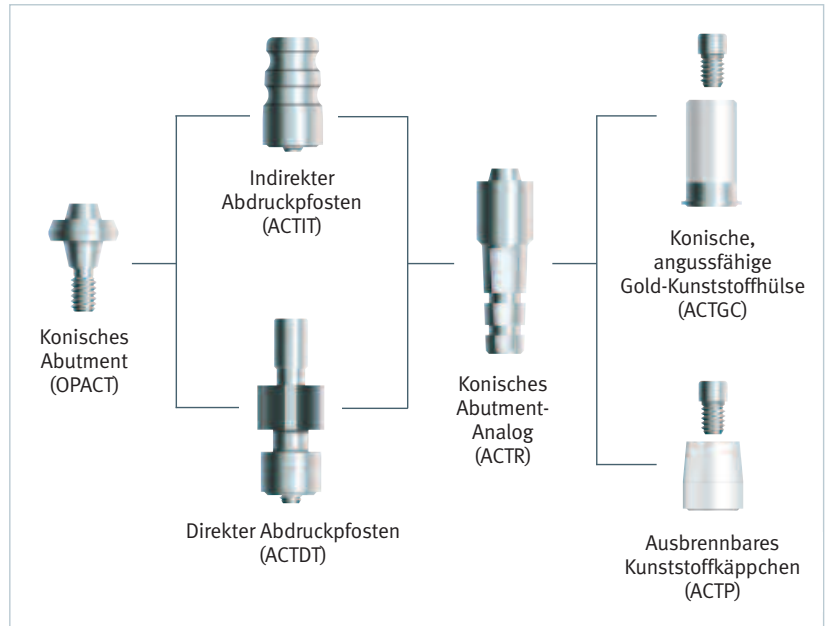 Konisches
Abutment
(OPACT)
Indirekter
Abdruckpfosten
(ACTIT)
Direkter Abdruckpfosten
(ACTDT)
Konisches
Abutment-
Analog
(ACTR)
Konische,
angussfähige
Gold-Kunststoffhülse
(ACTGC)
Ausbrennbares
Kunststoffkäppchen
(ACTP)